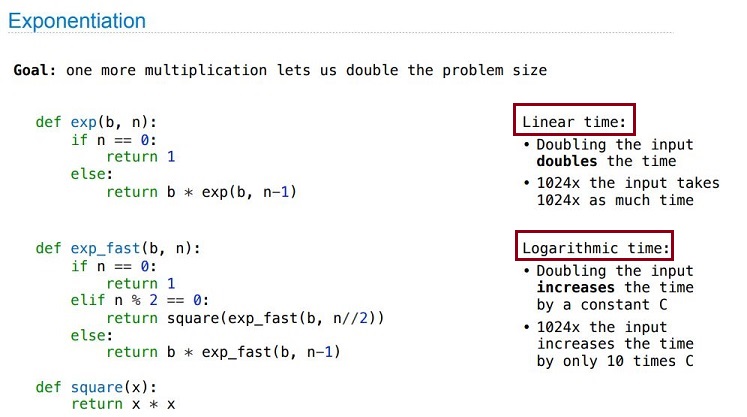 Exponentiation
Goal: one more multiplication lets us double the problem size
def exp(b, n):
    if n == 0:
        return 1
    else:
        return b * exp(b, n-1)
Linear time:
• Doubling the input
doubles the time
• 1024x the input takes
1024x as much time
def exp_fast(b, n):
    if n == 0:
        return 1
    elif n % 2 == 0:
        return square(exp_fast(b, n//2))
    else:
        return b * exp_fast(b, n-1)
def square(x):
    return x * x
Logarithmic time:
• Doubling the input
increases the time
by a constant C
• 1024x the input
increases the time
by only 10 times C